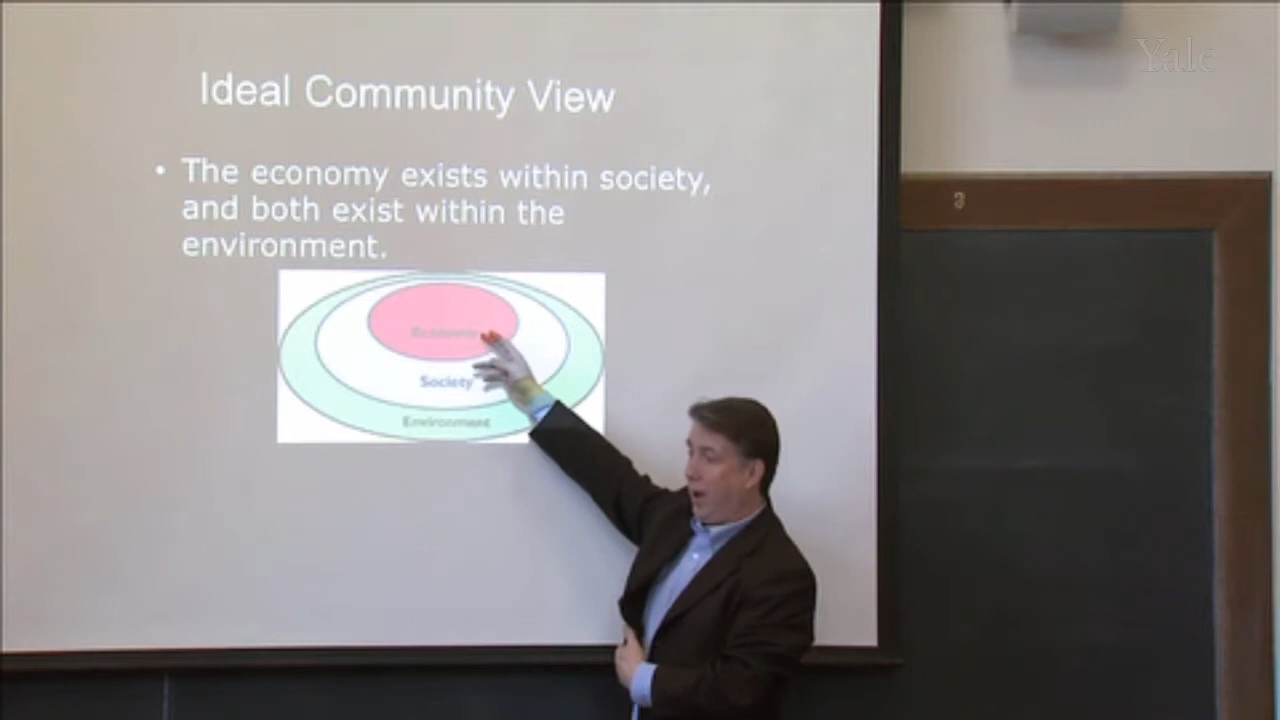 Yale
Ideal Community View
3
• The economy exists within society,
and both exist within the
environment.
Society
Environment